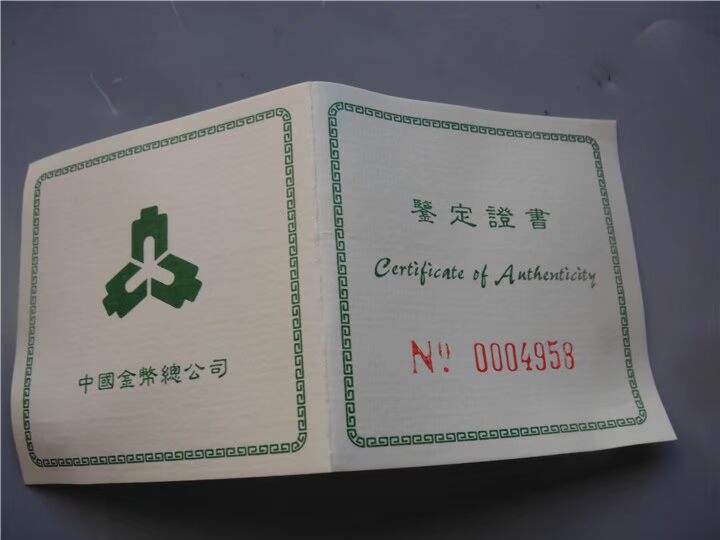 中國金幣總公司
鑒定證書
Certificate of Authenticity
Nº 0004958